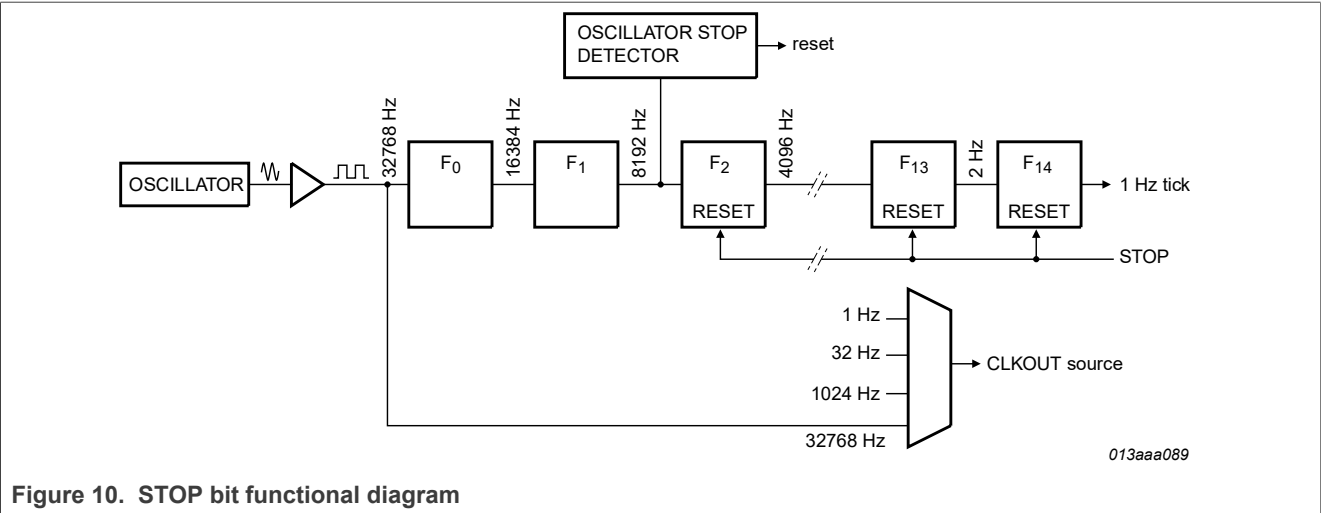 OSCILLATOR STOP
DETECTOR
reset
32768 Hz
16384 Hz
8192 Hz
4096 Hz
2 Hz
OSCILLATOR
F0
F1
F2
RESET
F13
RESET
F14
RESET
1 Hz tick
STOP
1 Hz
32 Hz
1024 Hz
32768 Hz
CLKOUT source
013aaa089
Figure 10. STOP bit functional diagram